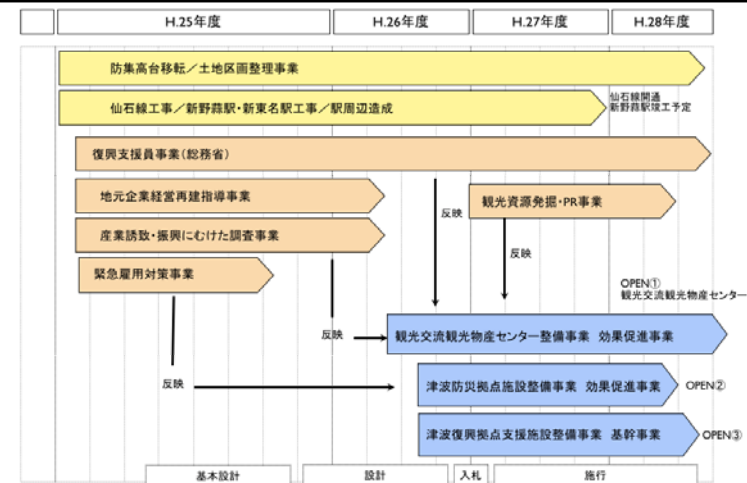 H.25年度
H.26年度
H.27年度
H.28年度
防集高台移転／土地区画整理事業
仙石線工事／新野蒜駅・新東名駅工事／駅周辺造成
仙石線開通
新野蒜駅竣工予定
復興支援員事業(総務省)
地元企業経営再建指導事業
反映
観光資源発掘・PR事業
産業誘致・振興にむけた調査事業
反映
緊急雇用対策事業
OPEN①
観光交流観光物産センター
反映
観光交流観光物産センター整備事業 効果促進事業
反映
津波防災拠点施設整備事業 効果促進事業
OPEN②
津波復興拠点支援施設整備事業 基幹事業
OPEN③
基本設計
設計
入札
施行